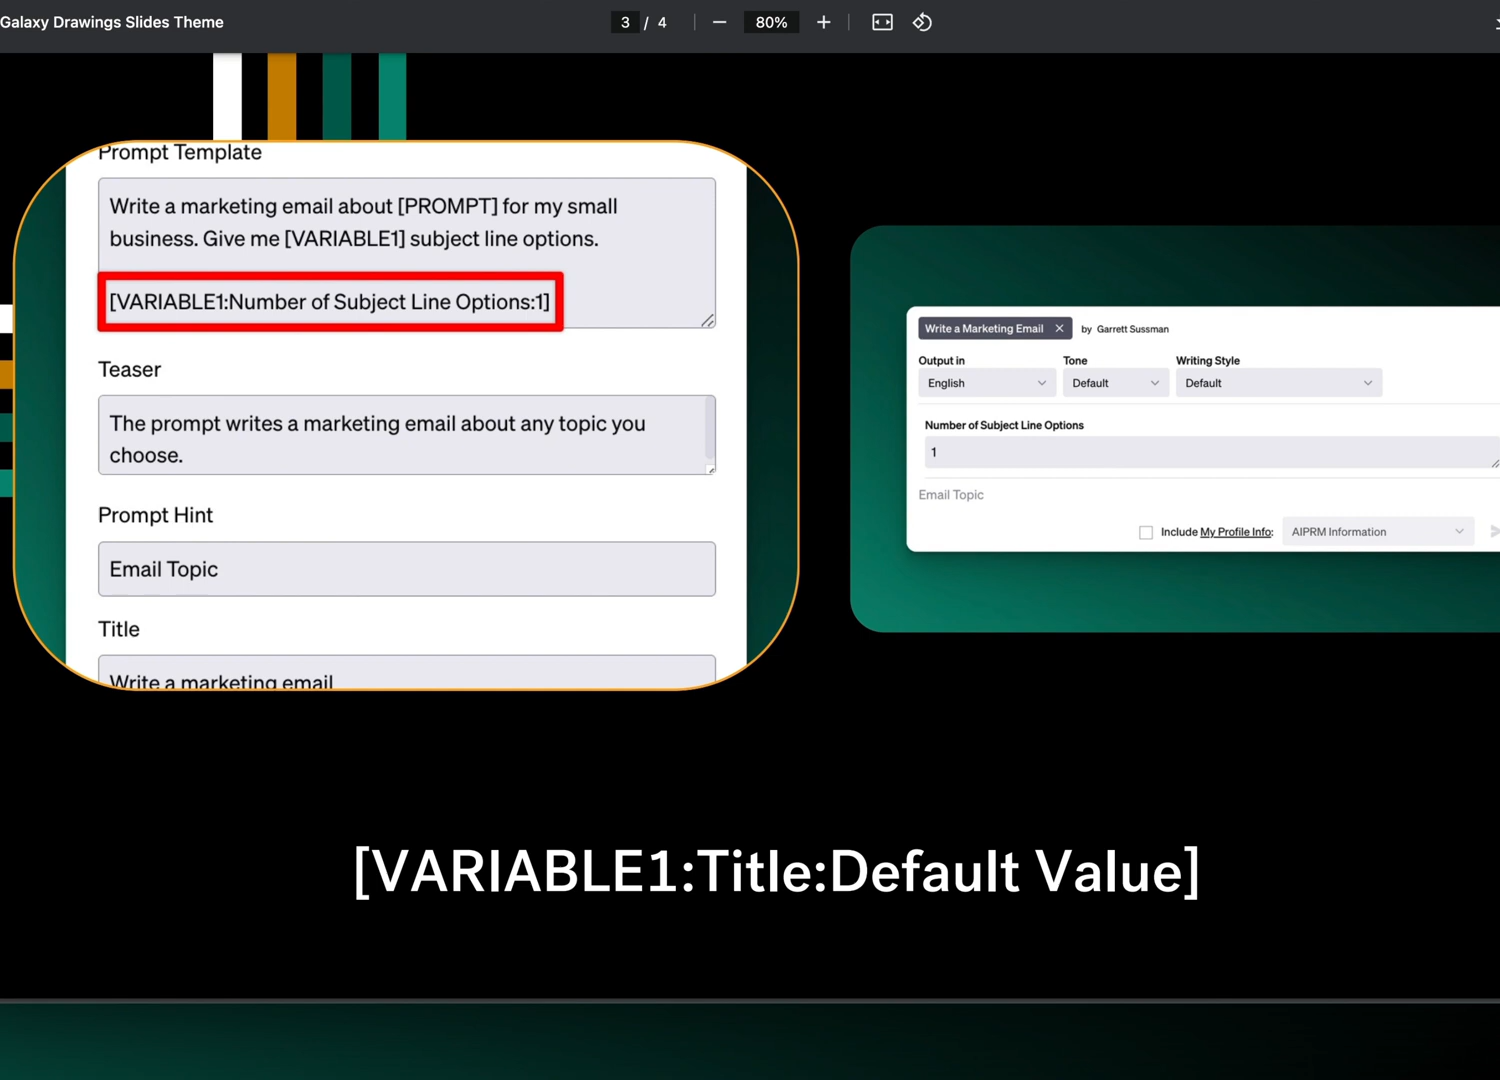 Galaxy Drawings Slides Theme
3 / 4
80%
Prompt Template
Write a marketing email about [PROMPT] for my small
business. Give me [VARIABLE1] subject line options.
[VARIABLE1:Number of Subject Line Options:1]
Teaser
The prompt writes a marketing email about any topic you
choose.
Prompt Hint
Email Topic
Title
Write a marketing email
Write a Marketing Email by Garrett Sussman
Output in Tone Writing Style
English Default Default
Number of Subject Line Options
1
Email Topic
Include My Profile Info: AIPRM Information
[VARIABLE1:Title:Default Value]